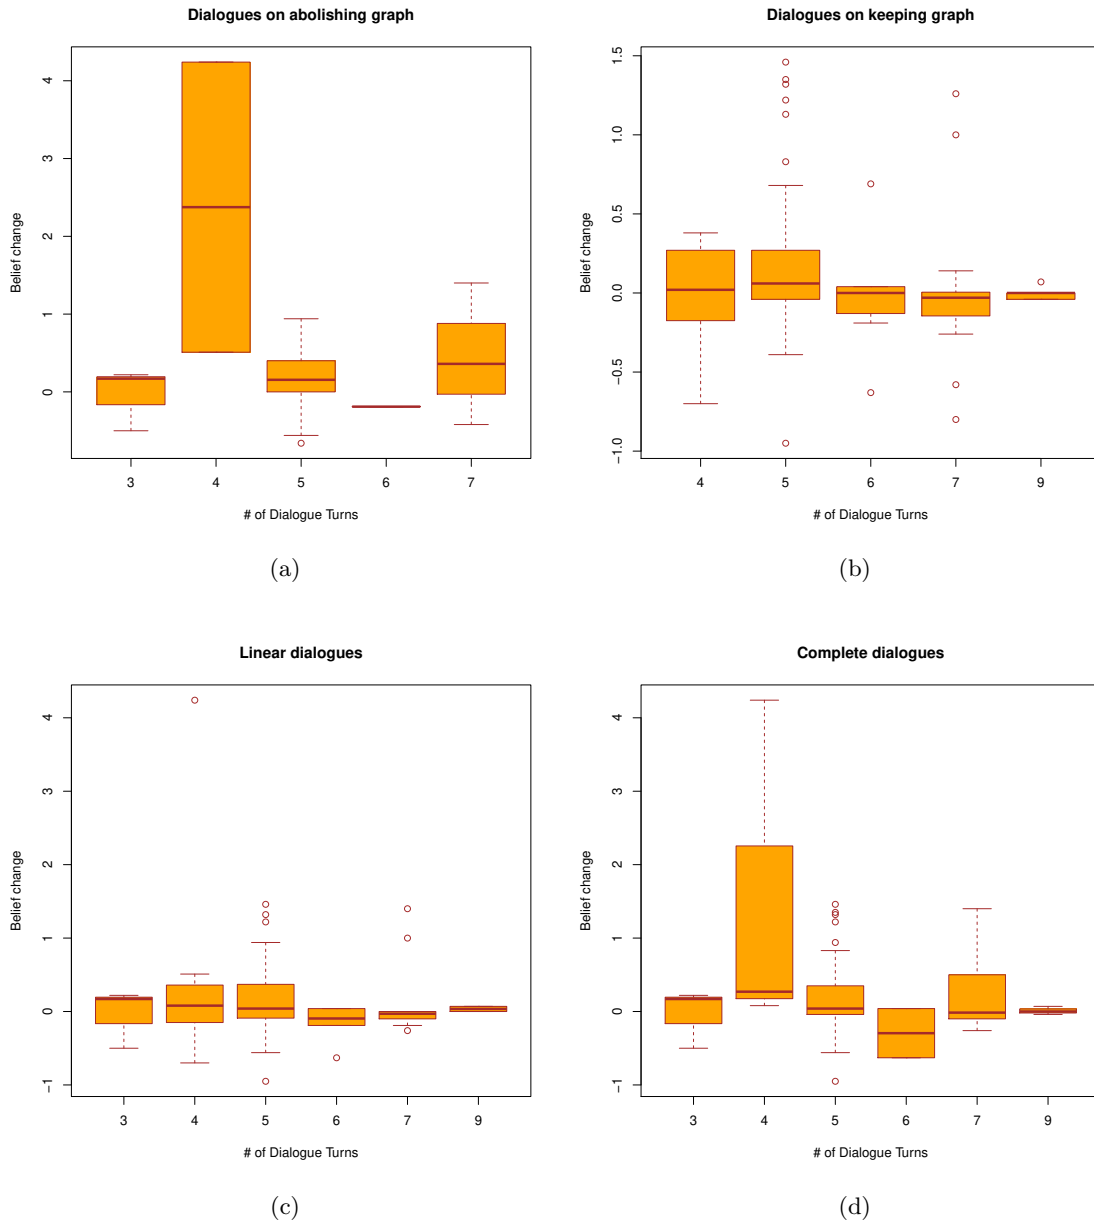 Dialogues on abolishing graph
Belief change
4
3
2
1
0
3 4 5 6 7
# of Dialogue Turns
(a)
Dialogues on keeping graph
Belief change
1.5
1.0
0.5
0.0
−0.5
−1.0
4 5 6 7 9
# of Dialogue Turns
(b)
Linear dialogues
Belief change
4
3
2
1
0
−1
3 4 5 6 7 9
# of Dialogue Turns
(c)
Complete dialogues
Belief change
4
3
2
1
0
−1
3 4 5 6 7 9
# of Dialogue Turns
(d)